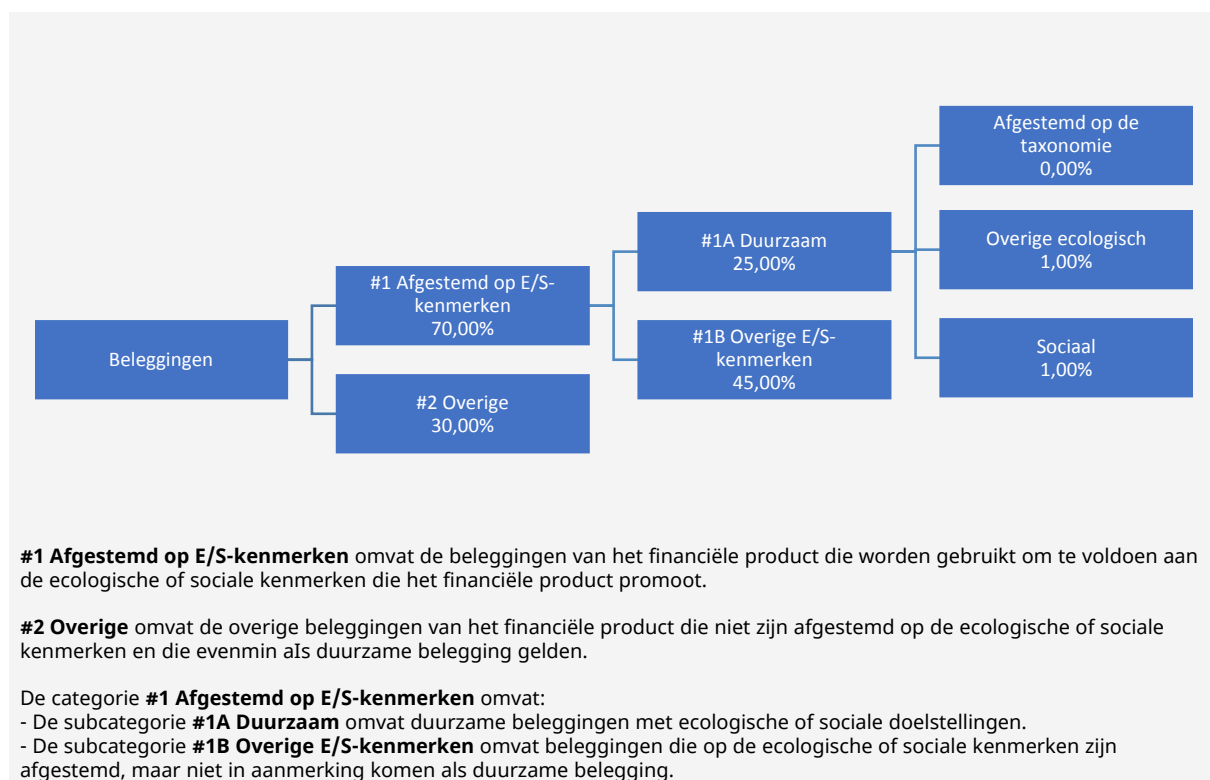 Beleggingen
#1 Afgestemd op E/S-
kenmerken
70,00%
#2 Overige
30,00%
#1A Duurzaam
25,00%
#1B Overige E/S-
kenmerken
45,00%
Afgestemd op de
taxonomie
0,00%
Overige ecologisch
1,00%
Sociaal
1,00%
#1 Afgestemd op E/S-kenmerken omvat de beleggingen van het financiële product die worden gebruikt om te voldoen aan
de ecologische of sociale kenmerken die het financiële product promoot.
#2 Overige omvat de overige beleggingen van het financiële product die niet zijn afgestemd op de ecologische of sociale
kenmerken en die evenmin aIs duurzame belegging gelden.
De categorie #1 Afgestemd op E/S-kenmerken omvat:
- De subcategorie #1A Duurzaam omvat duurzame beleggingen met ecologische of sociale doelstellingen.
- De subcategorie #1B Overige E/S-kenmerken omvat beleggingen die op de ecologische of sociale kenmerken zijn
afgestemd, maar niet in aanmerking komen als duurzame belegging.